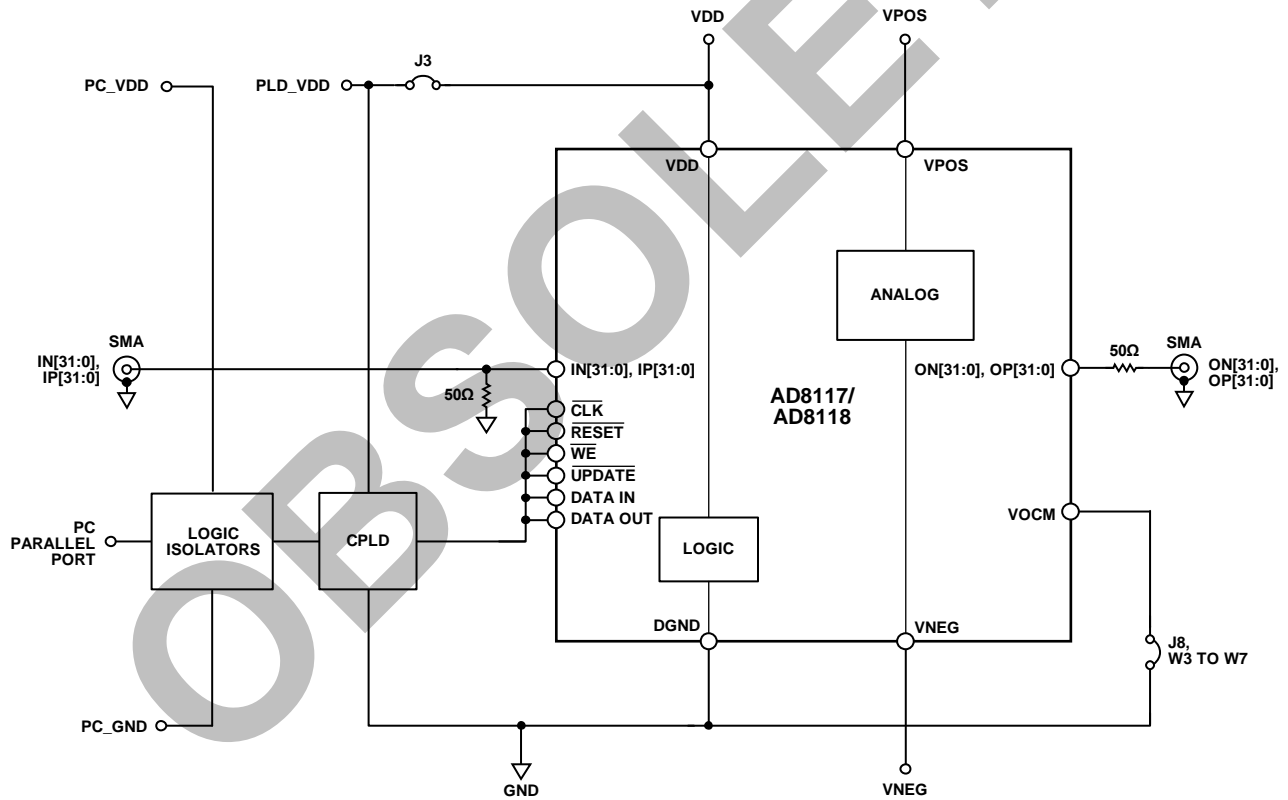 OBSOLETE
VDD
VPOS
J3
PC_VDD
PLD_VDD
VDD
VPOS
ANALOG
SMA
IN[31:0],
IP[31:0]
50Ω
IN[31:0], IP[31:0]
ON[31:0], OP[31:0]
50Ω
SMA
ON[31:0],
OP[31:0]
AD8117/
AD8118
CLK
RESET
WE
UPDATE
DATA IN
DATA OUT
VOCM
PC
PARALLEL
PORT
LOGIC
ISOLATORS
CPLD
LOGIC
DGND
VNEG
J8,
W3 TO W7
PC_GND
GND
VNEG